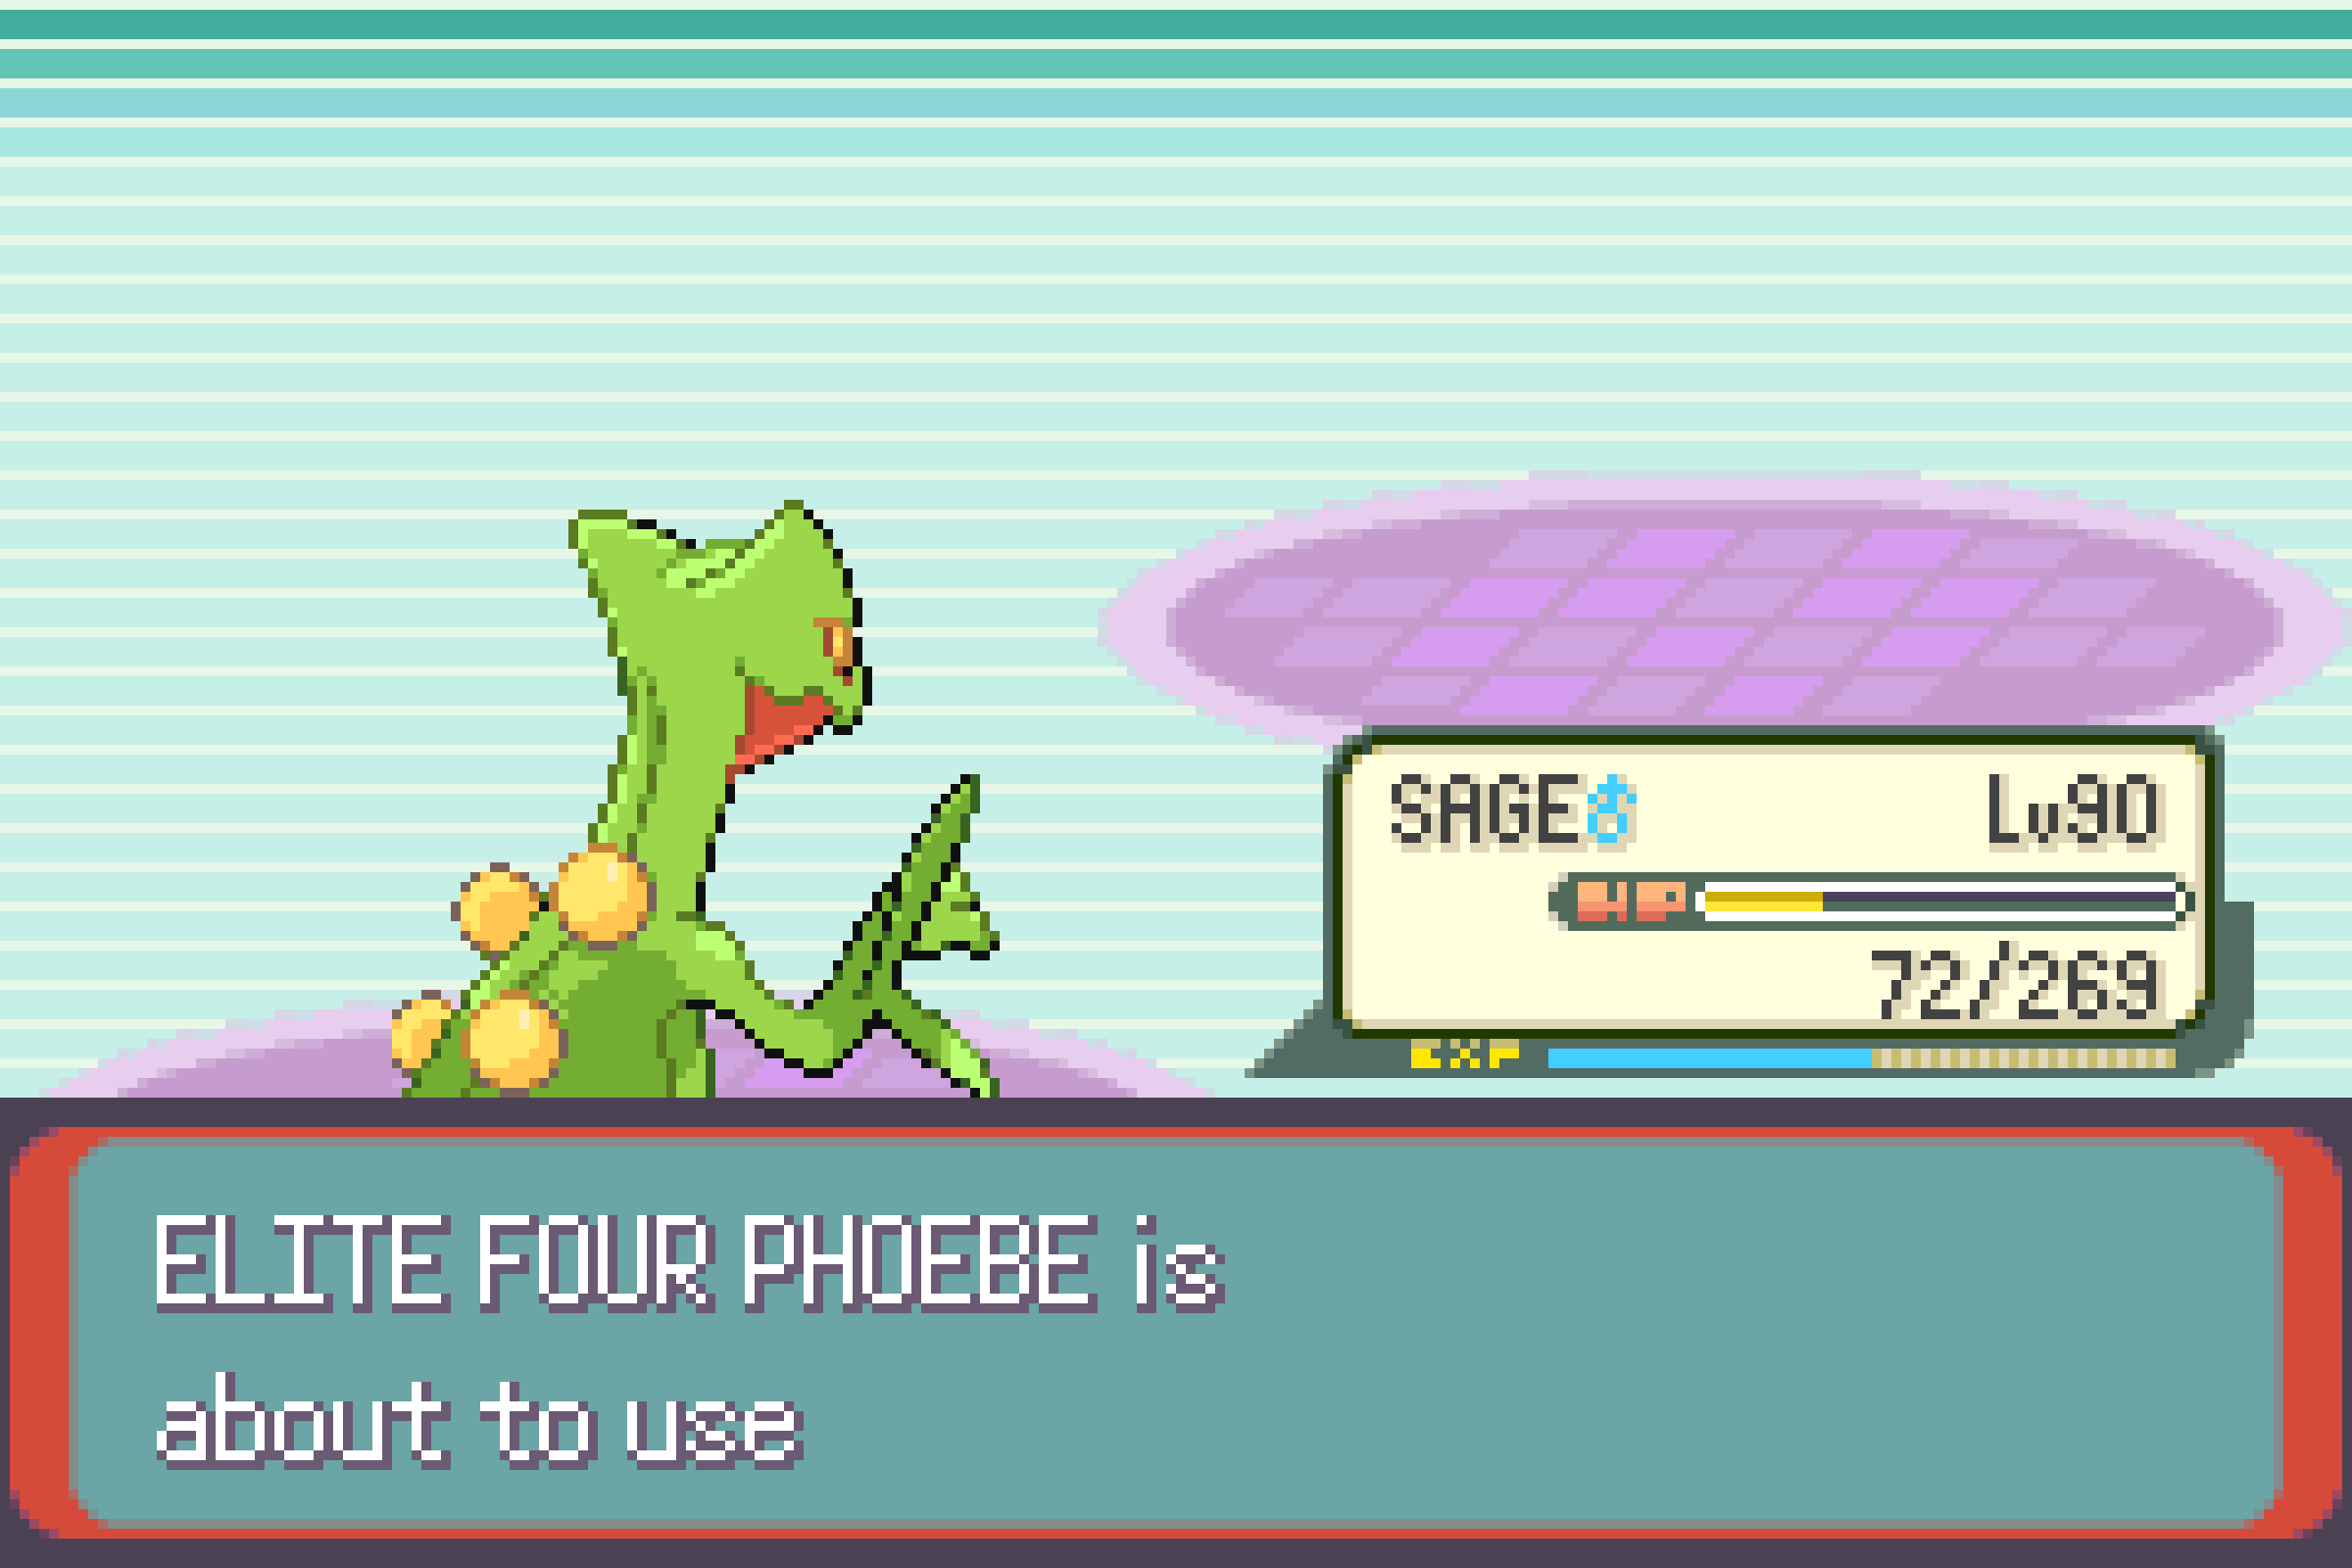 SAGE♂ Lv90
HP
72/269
EXP
ELITE FOUR PHOEBE is
about to use